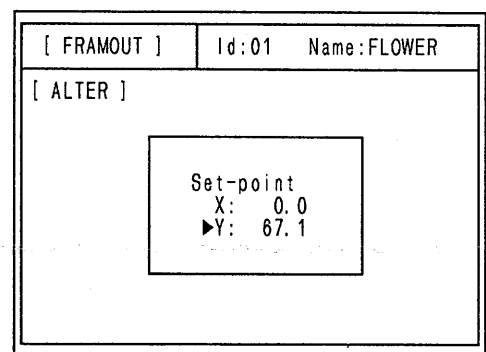 [ FRAMOUT ] Id:01 Name:FLOWER
[ ALTER ]
Set-point
X: 0.0
▶Y: 67.1